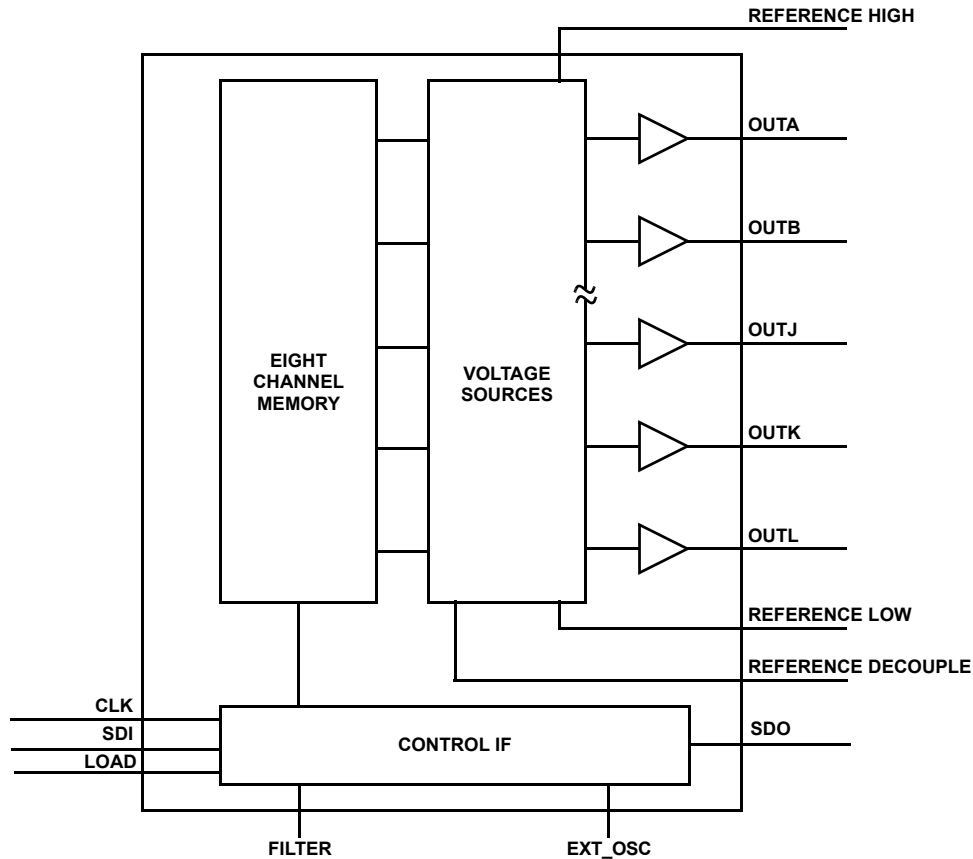 REFERENCE HIGH
OUTA
OUTB
OUTJ
EIGHT
CHANNEL
MEMORY
VOLTAGE
SOURCES
OUTK
OUTL
REFERENCE LOW
REFERENCE DECOUPLE
CLK
SDI
LOAD
CONTROL IF
SDO
FILTER
EXT_OSC